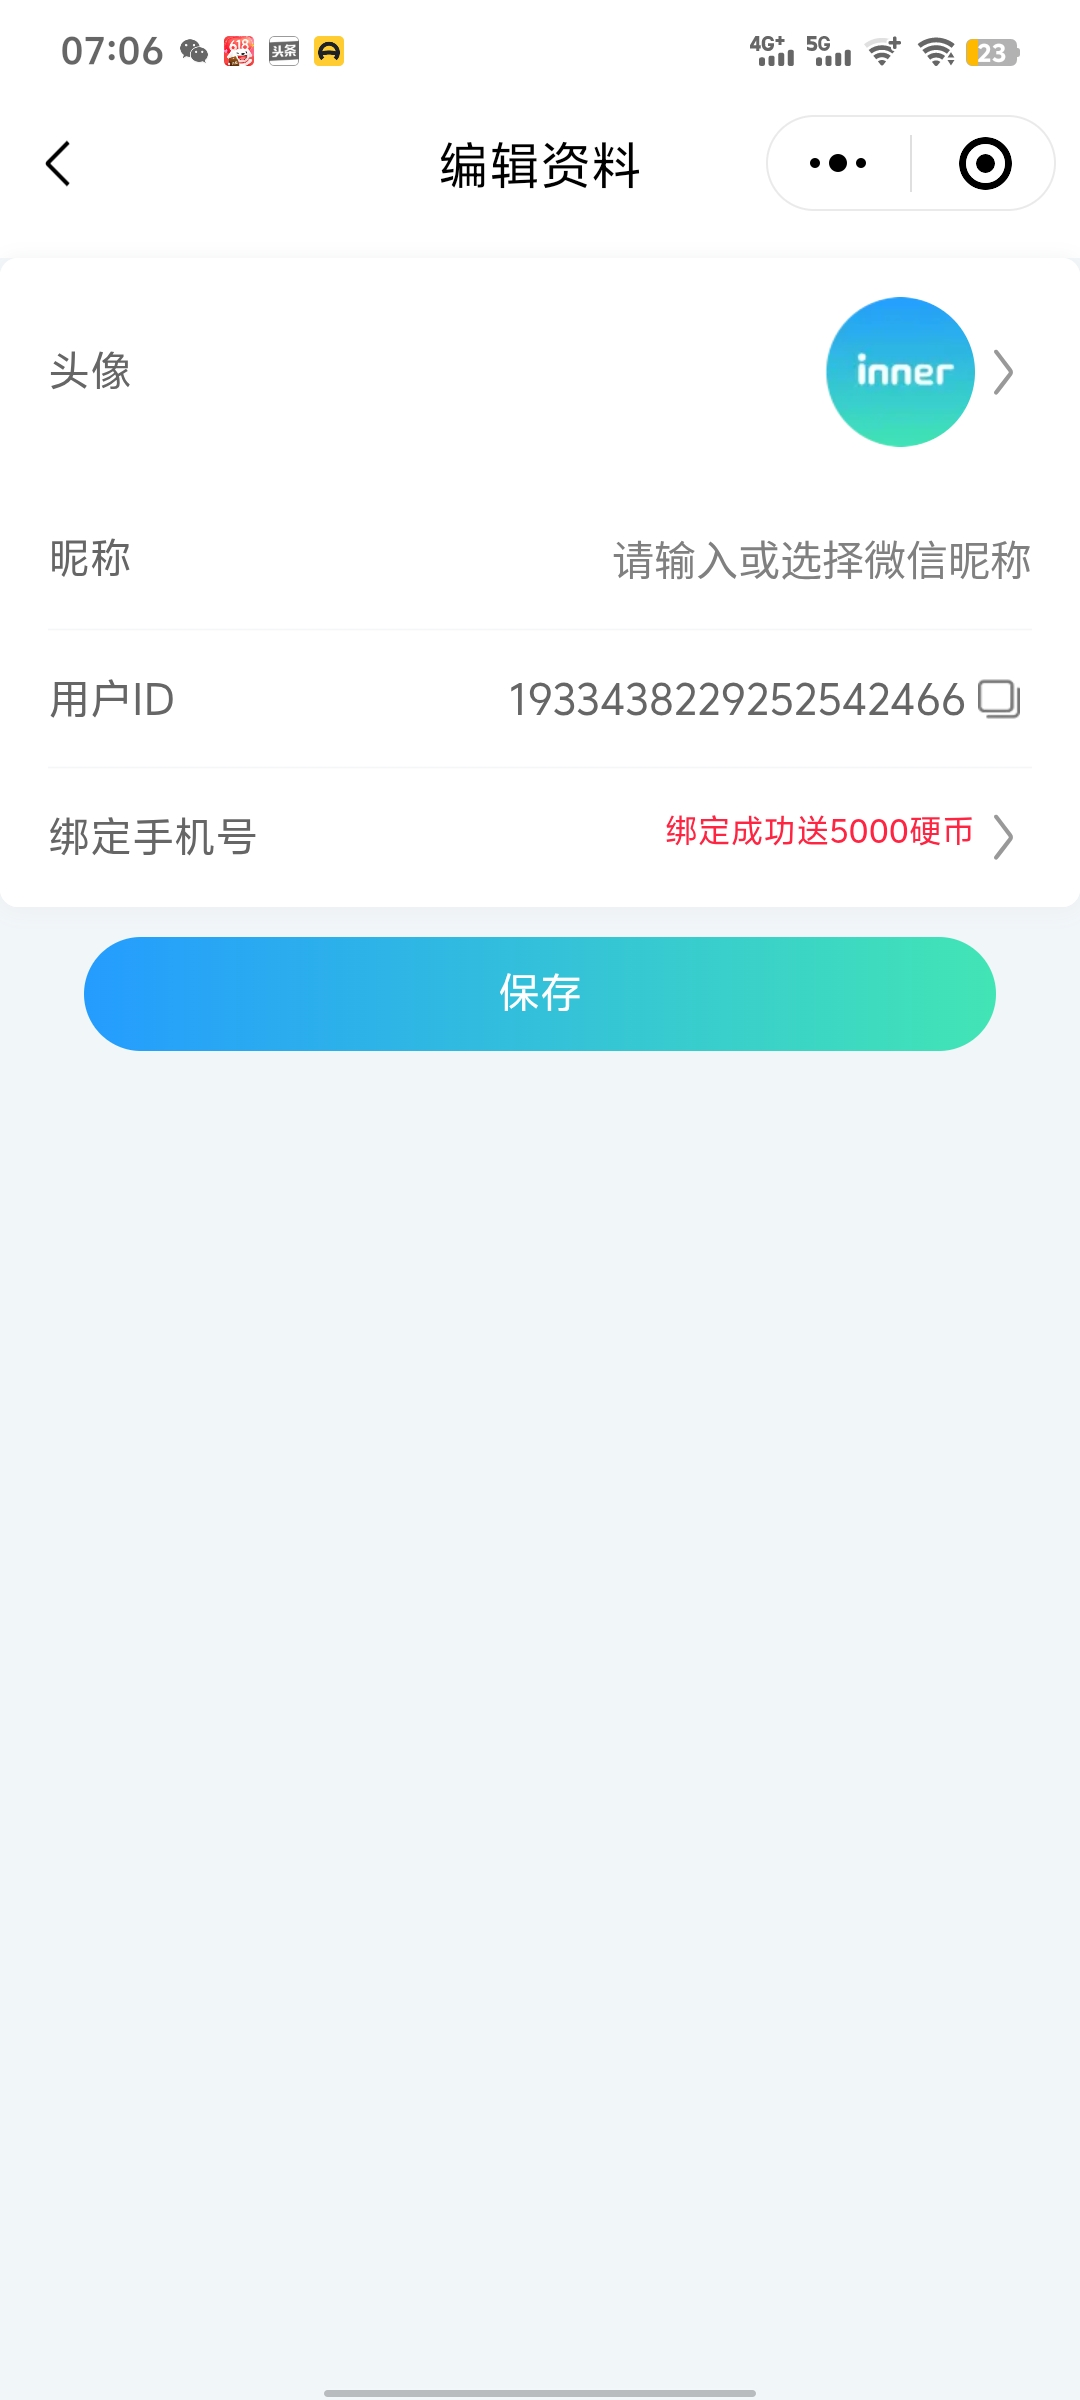 07:06 618 头条 4G+ 5G 23
编辑资料
头像 inner
昵称 请输入或选择微信昵称
用户ID 1933438229252542466
绑定手机号 绑定成功送5000硬币
保存